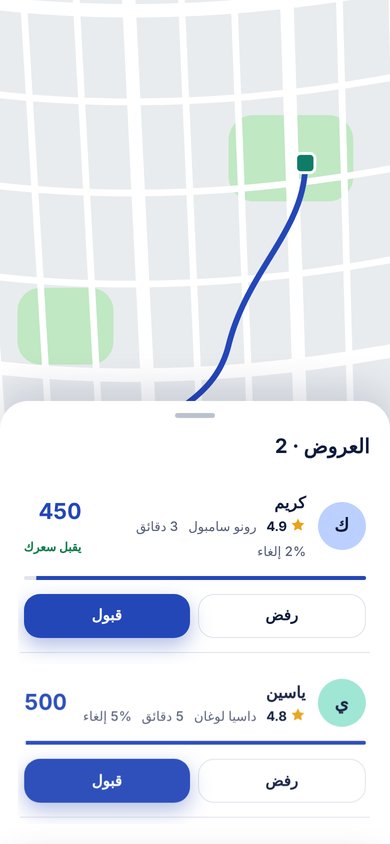 العروض · 2
كريم
450
4.9 رونو سامبول 3 دقائق
2% إلغاء
يقبل سعرك
رفض
قبول
ياسين
500
4.8 داسيا لوغان 5 دقائق 5% إلغاء
رفض
قبول
ك
ي